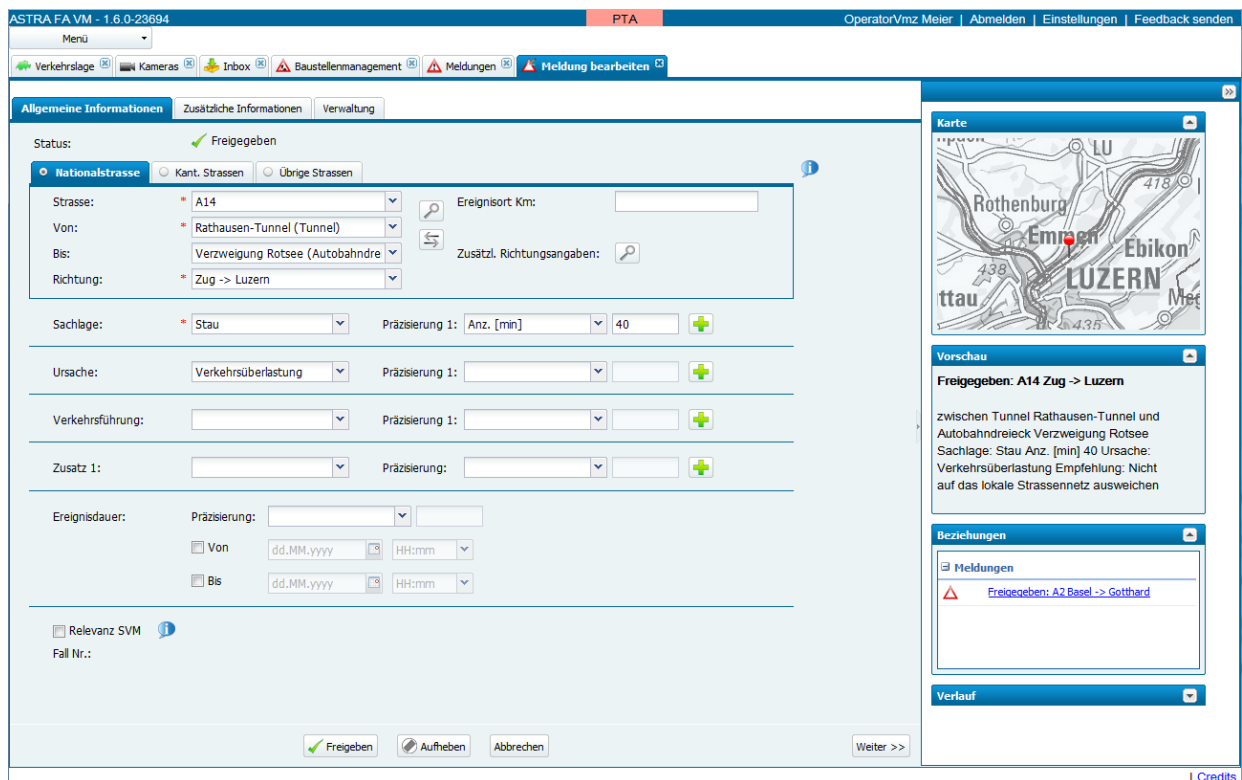 ASTRA FA VM - 1.6.0-23694 PTA OperatorVmz Meier | Abmelden | Einstellungen | Feedback senden
Menü
Verkehrslage Kameras Inbox Baustellenmanagement Meldungen Meldung bearbeiten
Allgemeine Informationen Zusätzliche Informationen Verwaltung
Status: Freigegeben
Nationalstrasse Kant. Strassen Übrige Strassen
Strasse: * A14 Ereignisort Km:
Von: * Rathausen-Tunnel (Tunnel)
Bis: Verzweigung Rotsee (Autobahndre Zusätzl. Richtungsangaben:
Richtung: * Zug -> Luzern
Sachlage: * Stau Präzisierung 1: Anz. [min] 40
Ursache: Verkehrsüberlastung Präzisierung 1:
Verkehrsführung: Präzisierung 1:
Zusatz 1: Präzisierung:
Ereignisdauer: Präzisierung:
Von dd.MM.yyyy HH:mm
Bis dd.MM.yyyy HH:mm
Relevanz SVM
Fall Nr.:
Freigeben Aufheben Abbrechen Weiter >>
Karte
LU
418
Rothenburg
Emmen
Ebikon
438
LUZERN
ttau
435
Vorschau
Freigegeben: A14 Zug -> Luzern
zwischen Tunnel Rathausen-Tunnel und
Autobahndreieck Verzweigung Rotsee
Sachlage: Stau Anz. [min] 40 Ursache:
Verkehrsüberlastung Empfehlung: Nicht
auf das lokale Strassennetz ausweichen
Beziehungen
Meldungen
Freigegeben: A2 Basel -> Gotthard
Verlauf
| Credits